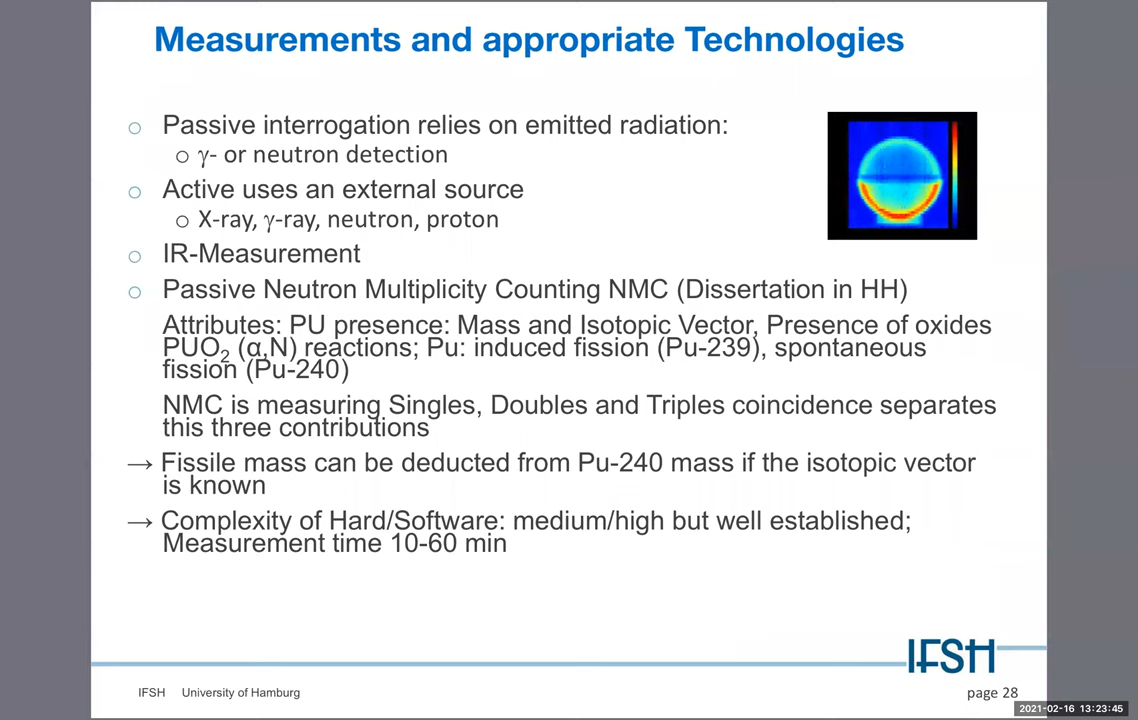 Measurements and appropriate Technologies
○ Passive interrogation relies on emitted radiation:
○ γ- or neutron detection
○ Active uses an external source
○ X-ray, γ-ray, neutron, proton
○ IR-Measurement
○ Passive Neutron Multiplicity Counting NMC (Dissertation in HH)
Attributes: PU presence: Mass and Isotopic Vector, Presence of oxides
PUO₂ (α,N) reactions; Pu: induced fission (Pu-239), spontaneous
fission (Pu-240)
NMC is measuring Singles, Doubles and Triples coincidence separates
this three contributions
→ Fissile mass can be deducted from Pu-240 mass if the isotopic vector
is known
→ Complexity of Hard/Software: medium/high but well established;
Measurement time 10-60 min
IFSH
IFSH University of Hamburg
page 28
2021-02-16 13:23:45